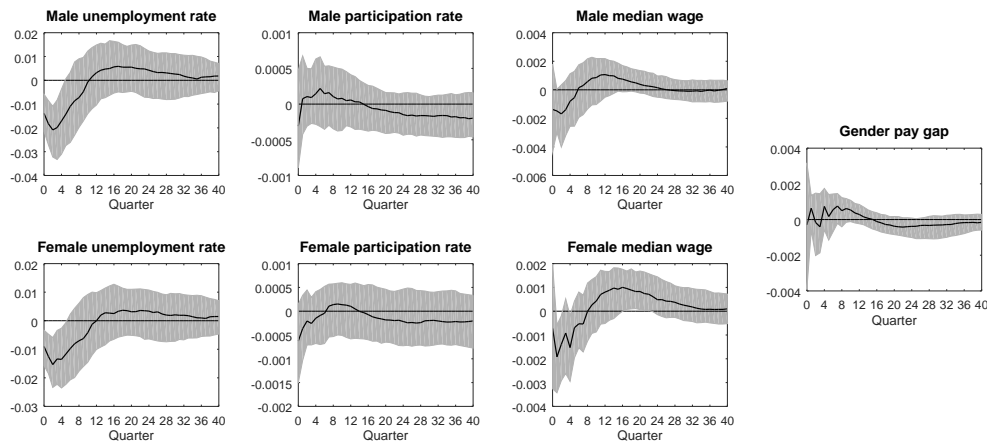 Male unemployment rate
0.02
0.01
0
-0.01
-0.02
-0.03
-0.04
0 4 8 12 16 20 24 28 32 36 40
Quarter
Male participation rate
0.001
0.0005
0
-0.0005
-0.001
0 4 8 12 16 20 24 28 32 36 40
Quarter
Male median wage
0.004
0.002
0
-0.002
-0.004
-0.006
0 4 8 12 16 20 24 28 32 36 40
Quarter
Gender pay gap
0.004
0.002
0
-0.002
-0.004
0 4 8 12 16 20 24 28 32 36 40
Quarter
Female unemployment rate
0.02
0.01
0
-0.01
-0.02
-0.03
0 4 8 12 16 20 24 28 32 36 40
Quarter
Female participation rate
0.001
0.0005
0
-0.0005
-0.001
-0.0015
-0.002
0 4 8 12 16 20 24 28 32 36 40
Quarter
Female median wage
0.002
0.001
0
-0.001
-0.002
-0.003
-0.004
0 4 8 12 16 20 24 28 32 36 40
Quarter